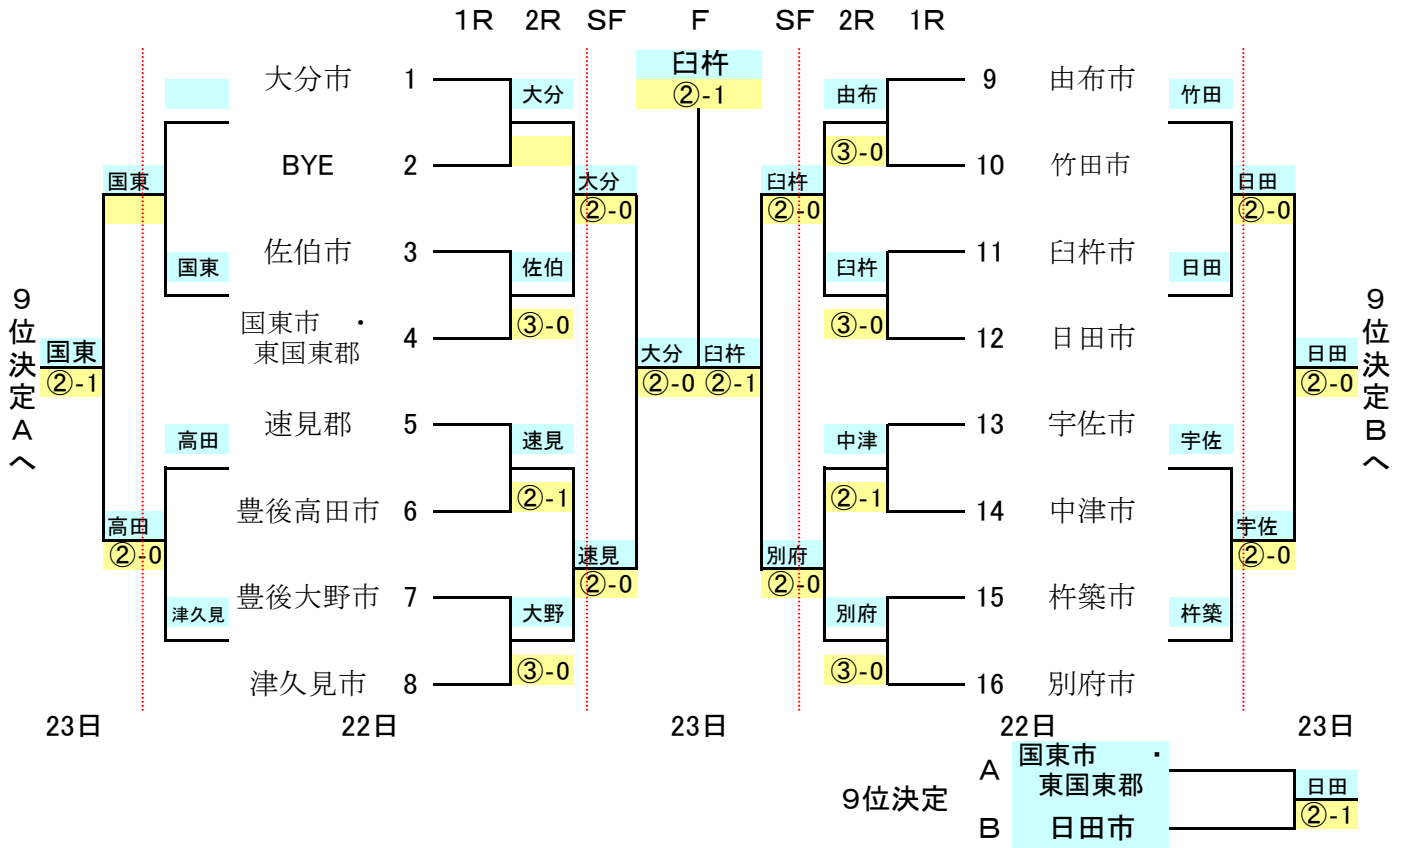 1R 2R SF F SF 2R 1R
臼杵
②-1
大分市 1 大分 由布 9 由布市 竹田
BYE 2 ③-0 10 竹田市
国東 大分 臼杵 日田
②-0 ②-0 ②-0
国東 佐伯市 3 佐伯 臼杵 11 臼杵市 日田
国東市 ・
東国東郡 4 ③-0 ③-0 12 日田市
9位決定Aへ 国東 大分 臼杵 日田 9位決定Bへ
②-1 ②-0 ②-1 ②-0
高田 速見郡 5 速見 中津 13 宇佐市 宇佐
豊後高田市 6 ②-1 ②-1 14 中津市
高田 速見 別府 宇佐
②-0 ②-0 ②-0 ②-0
津久見 豊後大野市 7 大野 別府 15 杵築市 杵築
津久見市 8 ③-0 ③-0 16 別府市
23日 22日 23日 22日 23日
9位決定
A 国東市 ・
東国東郡
日田
②-1
B 日田市